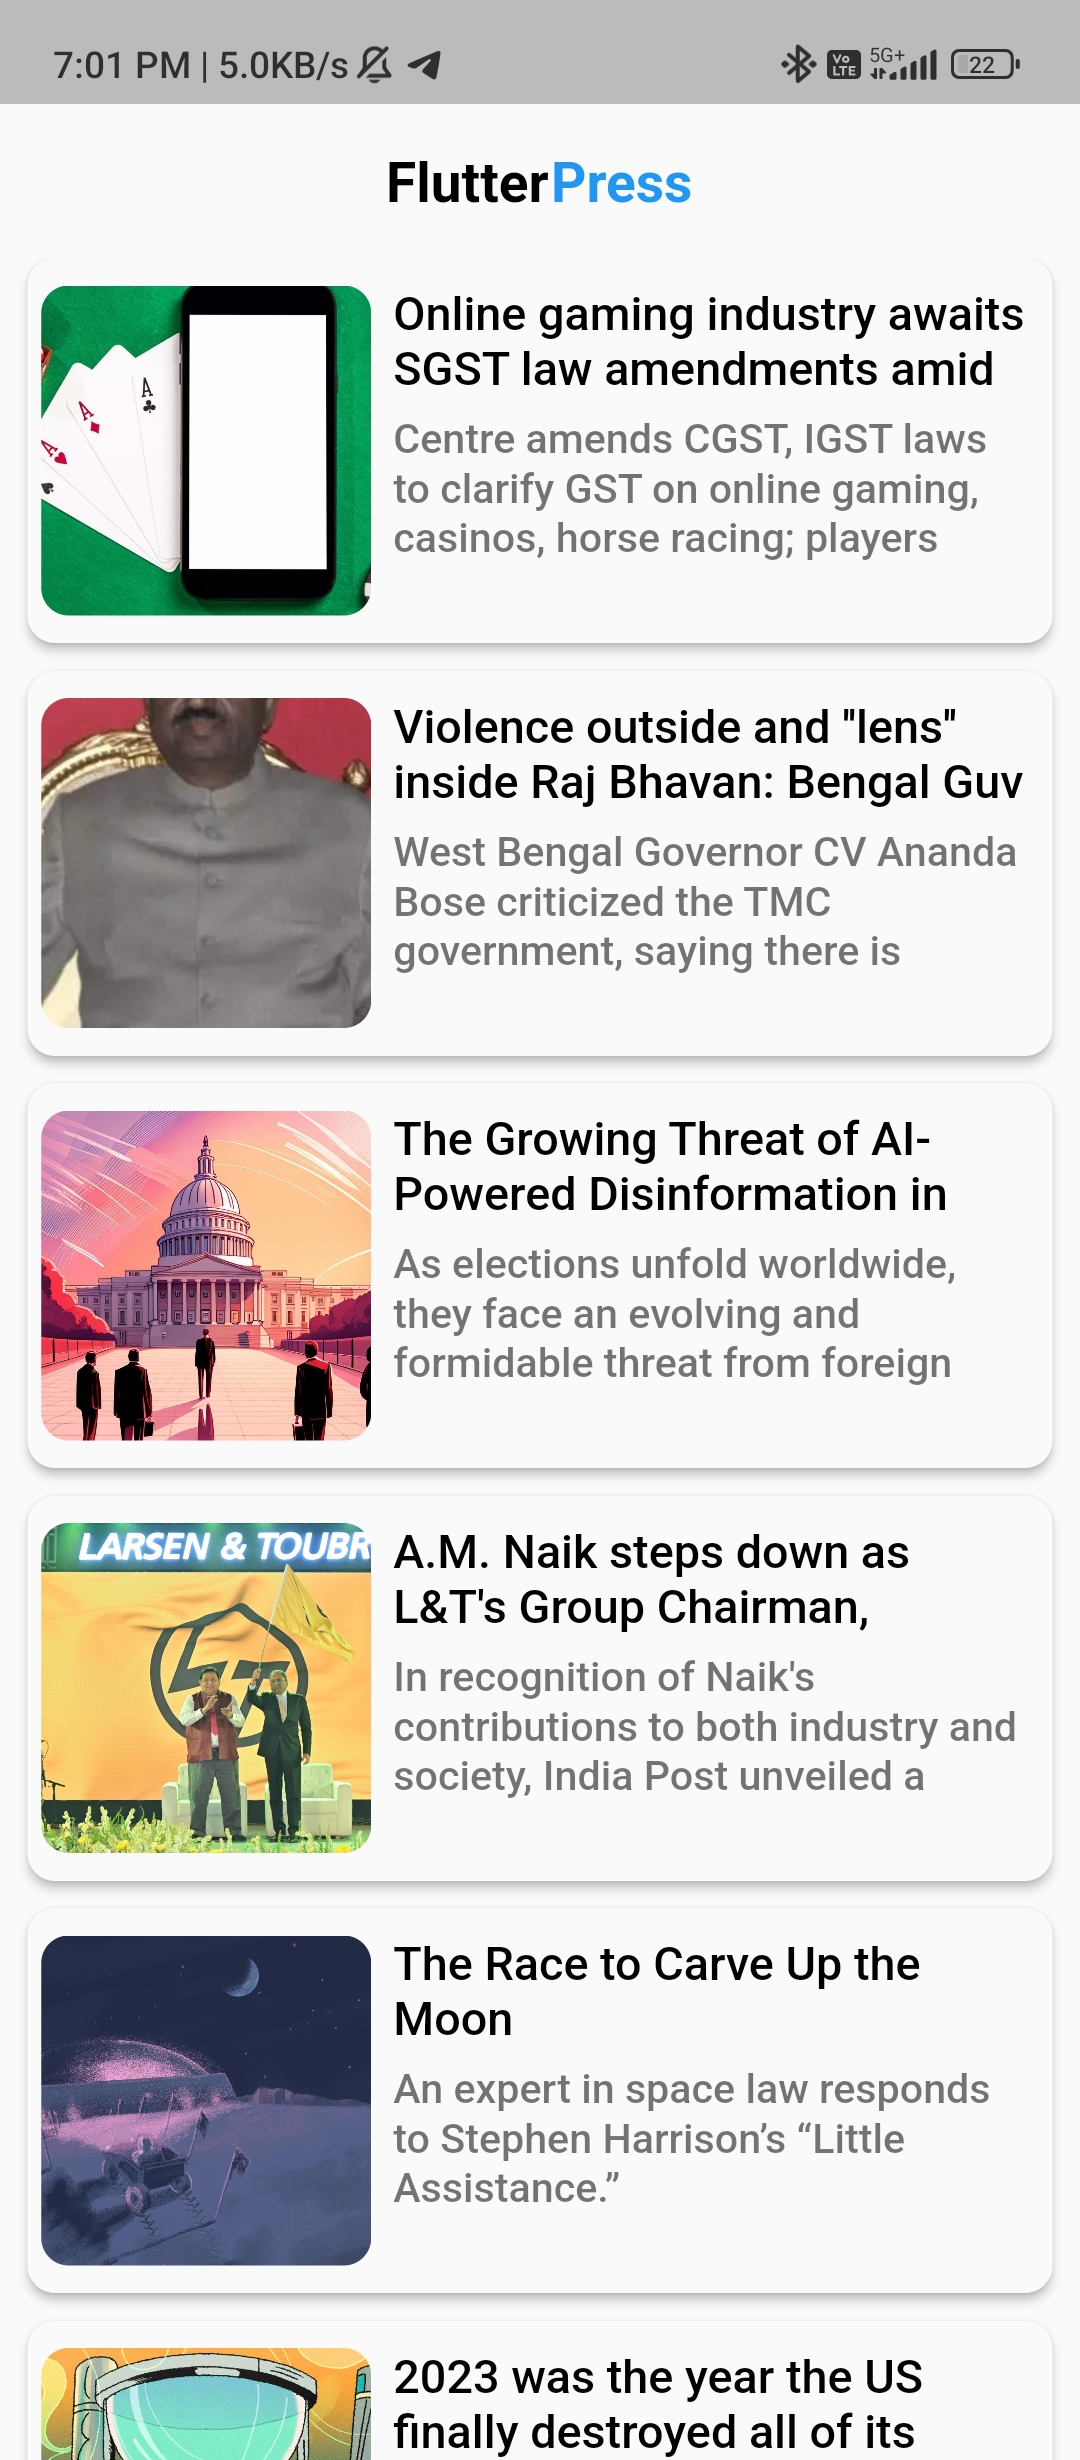 7:01 PM | 5.0KB/s
Vo
LTE
5G+
22
FlutterPress
Online gaming industry awaits
SGST law amendments amid
Centre amends CGST, IGST laws
to clarify GST on online gaming,
casinos, horse racing; players
A
A
A
Violence outside and "lens"
inside Raj Bhavan: Bengal Guv
West Bengal Governor CV Ananda
Bose criticized the TMC
government, saying there is
The Growing Threat of AI-
Powered Disinformation in
As elections unfold worldwide,
they face an evolving and
formidable threat from foreign
LARSEN & TOUBR
A.M. Naik steps down as
L&T's Group Chairman,
In recognition of Naik's
contributions to both industry and
society, India Post unveiled a
The Race to Carve Up the
Moon
An expert in space law responds
to Stephen Harrison’s “Little
Assistance.”
2023 was the year the US
finally destroyed all of its